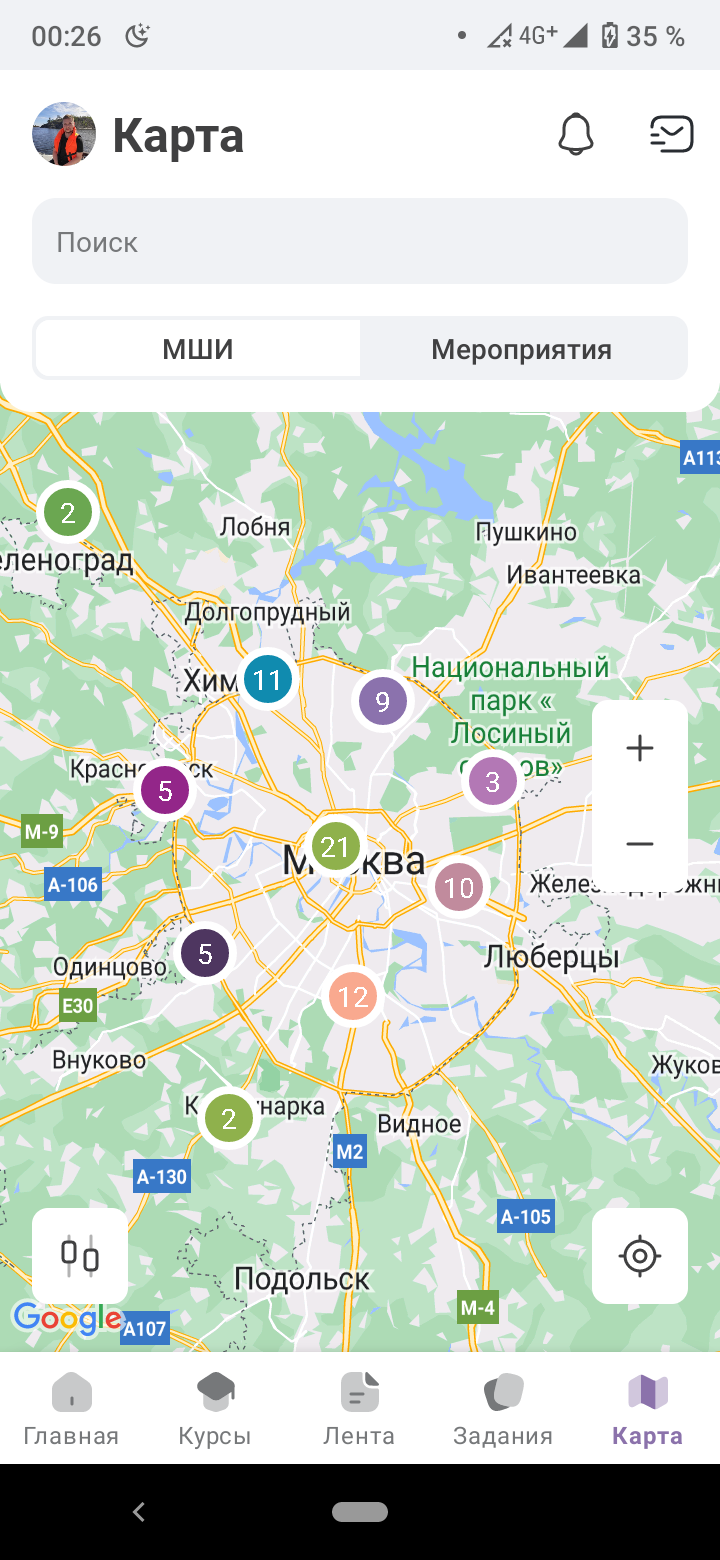 00:26
4G+
35 %
Карта
Поиск
МШИ
Мероприятия
A113
2
Лобня
Пушкино
еленоград
Ивантеевка
Долгопрудный
Национальный
парк «
Лосиный
Хим
11
9
3
Красно
ск
5
21
М
сква
M-9
A-106
10
Железнодорожн
5
Одинцово
Люберцы
E30
12
Внуково
Жуков
2
нарка
Видное
M2
A-130
A-105
Подольск
M-4
Google
A107
Главная
Курсы
Лента
Задания
Карта